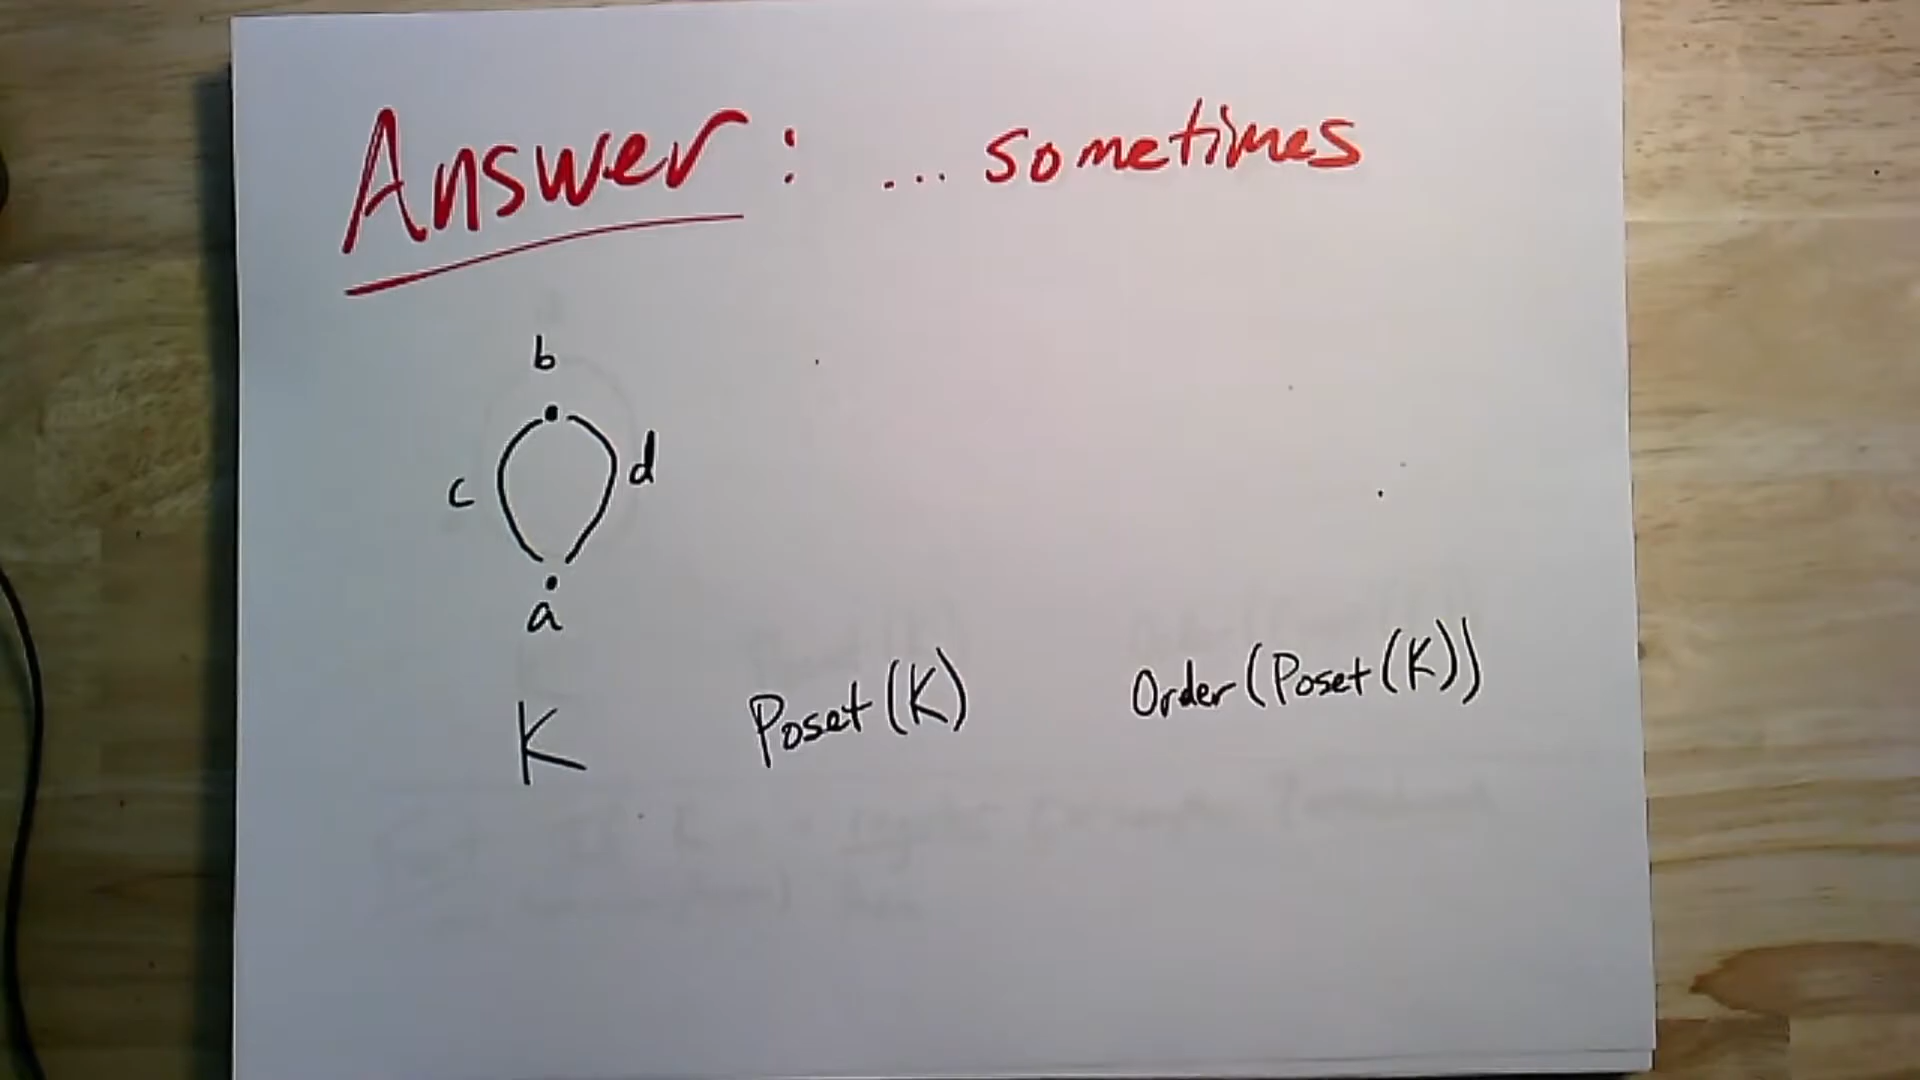 Answer: ... sometimes
b
c d
a
K Poset(K) Order(Poset(K))